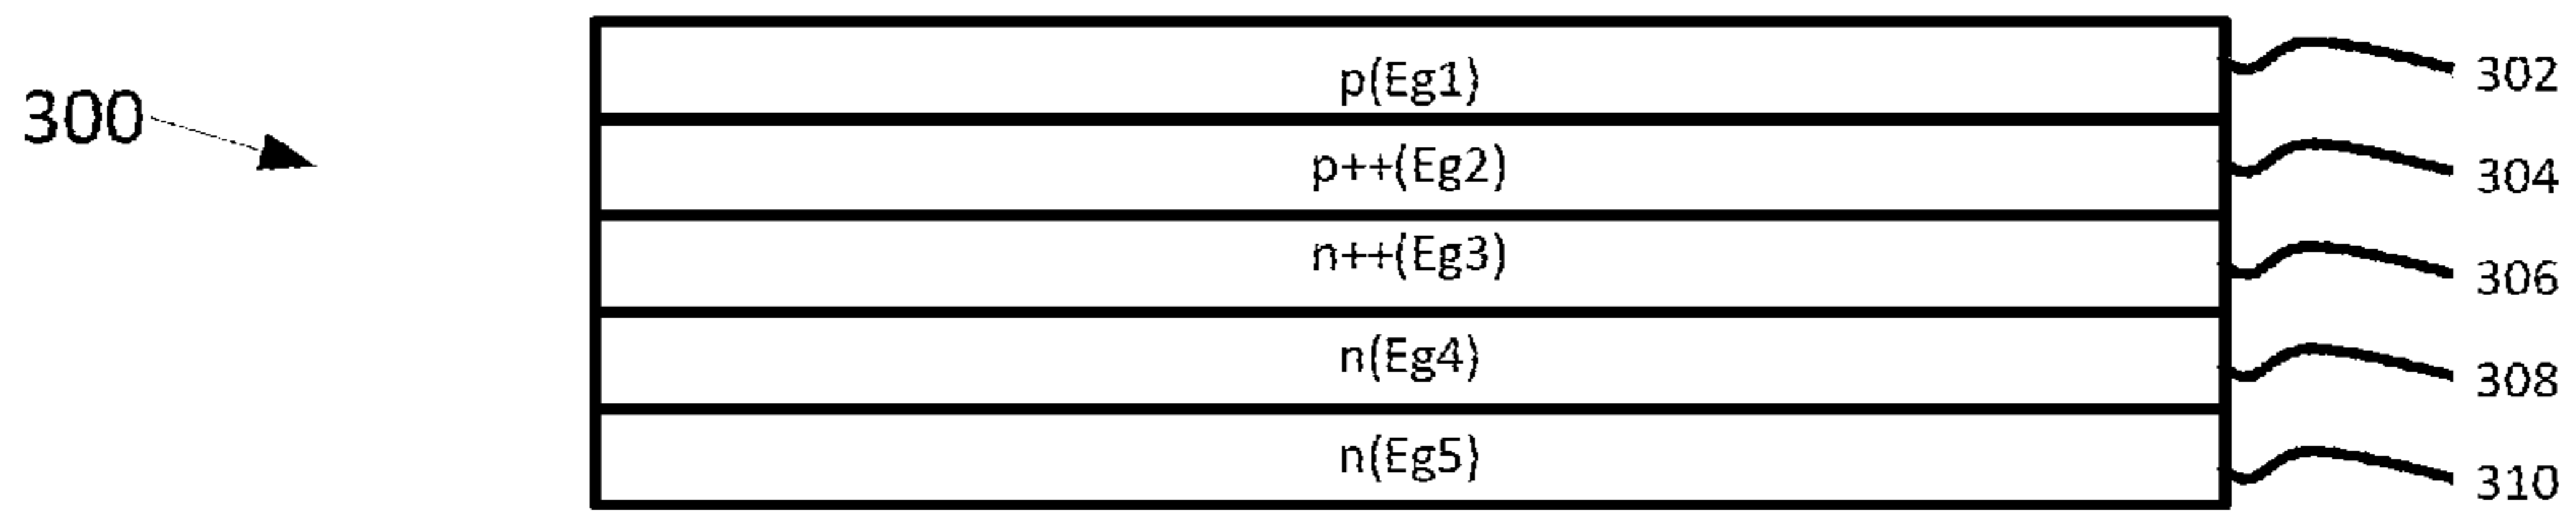 300
p(Eg1) 302
p++(Eg2) 304
n++(Eg3) 306
n(Eg4) 308
n(Eg5) 310